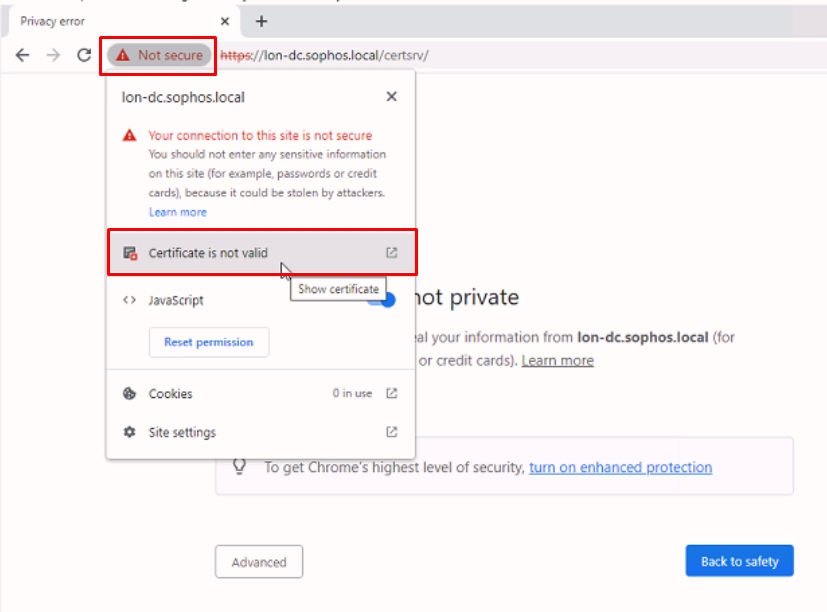 Privacy error
Not secure https://lon-dc.sophos.local/certsrv/
lon-dc.sophos.local
Your connection to this site is not secure
You should not enter any sensitive information
on this site (for example, passwords or credit
cards), because it could be stolen by attackers.
Learn more
Certificate is not valid
Show certificate
JavaScript
Reset permission
Cookies 0 in use
Site settings
not private
eal your information from lon-dc.sophos.local (for
or credit cards). Learn more
To get Chrome's highest level of security, turn on enhanced protection
Advanced
Back to safety